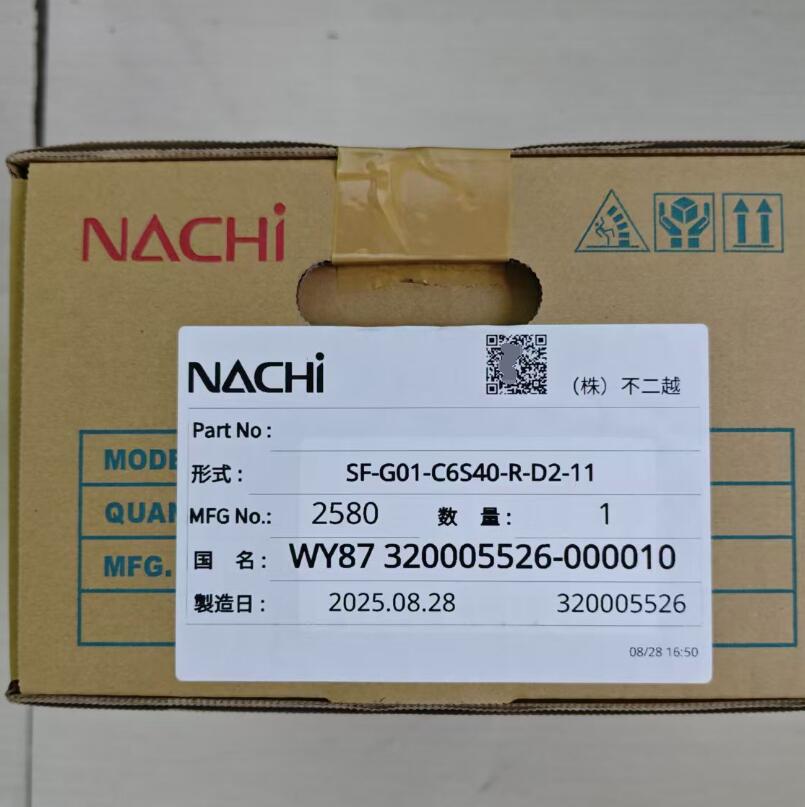 NACHi
NACHi
（株）不二越
Part No :
形式 : SF-G01-C6S40-R-D2-11
MFG No.: 2580 数 量 : 1
国 名 : WY87 320005526-000010
製造日 : 2025.08.28 320005526
08/28 16:50
MODE
QUAN
MFG.